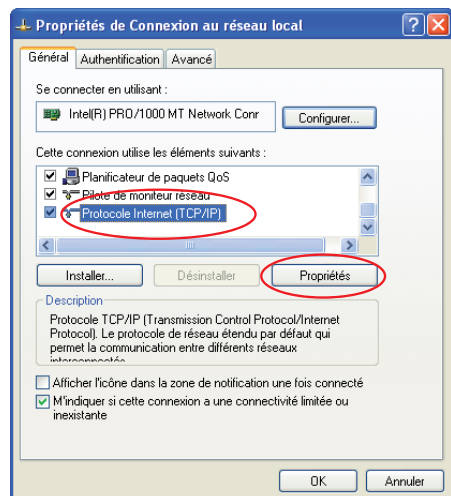 Propriétés de Connexion au réseau local
Général Authentification Avancé
Se connecter en utilisant :
Intel(R) PRO/1000 MT Network Conr
Configurer...
Cette connexion utilise les éléments suivants :
Planificateur de paquets QoS
Pilote de moniteur réseau
Protocole Internet (TCP/IP)
Installer... Désinstaller Propriétés
Description
Protocole TCP/IP (Transmission Control Protocol/Internet
Protocol). Le protocole de réseau étendu par défaut qui
permet la communication entre différents réseaux
interconnectés
Afficher l'icône dans la zone de notification une fois connecté
M'indiquer si cette connexion a une connectivité limitée ou
inexistante
OK Annuler